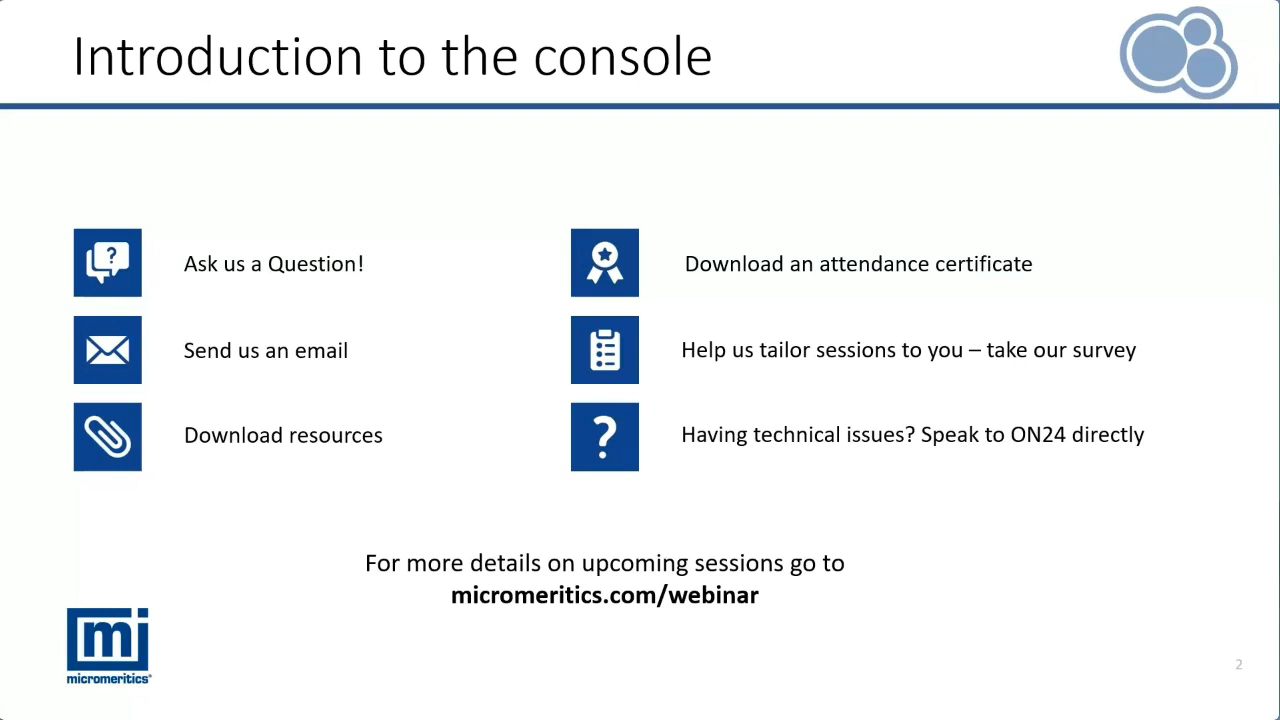 Introduction to the console
Ask us a Question!
Download an attendance certificate
Send us an email
Help us tailor sessions to you – take our survey
Download resources
Having technical issues? Speak to ON24 directly
For more details on upcoming sessions go to
micromeritics.com/webinar
mi
micromeritics®
2